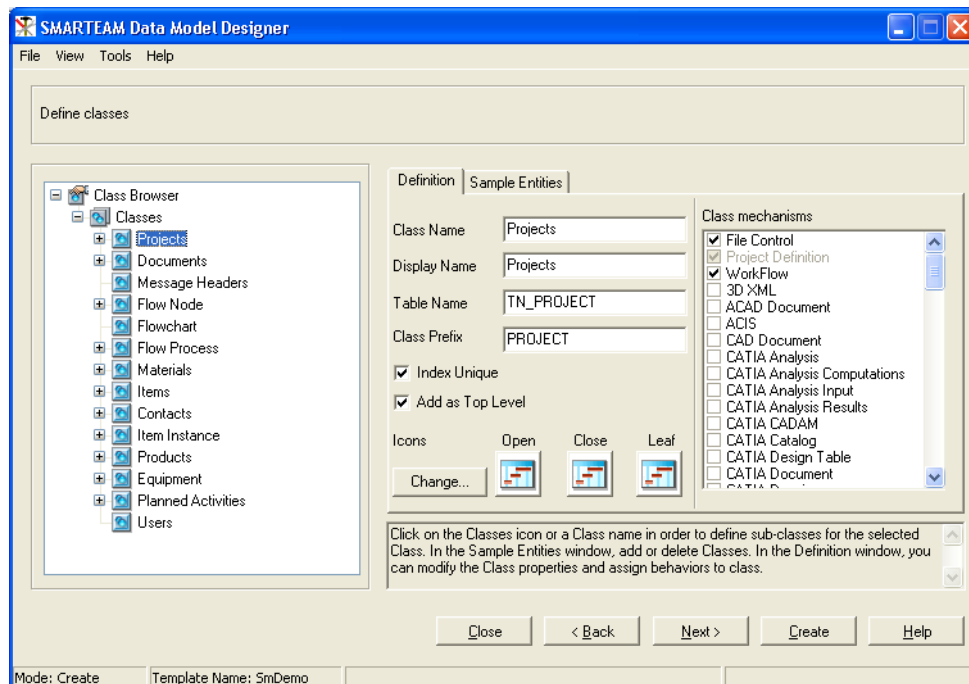 SMARTEAM Data Model Designer
File View Tools Help
Define classes
Class Browser
Classes
Projects
Documents
Message Headers
Flow Node
Flowchart
Flow Process
Materials
Items
Contacts
Item Instance
Products
Equipment
Planned Activities
Users
Definition
Sample Entities
Class Name Projects
Display Name Projects
Table Name TN_PROJECT
Class Prefix PROJECT
Index Unique
Add as Top Level
Icons Open Close Leaf
Change...
Class mechanisms
File Control
Project Definition
WorkFlow
3D XML
ACAD Document
ACIS
CAD Document
CATIA Analysis
CATIA Analysis Computations
CATIA Analysis Input
CATIA Analysis Results
CATIA CADAM
CATIA Catalog
CATIA Design Table
CATIA Document
Click on the Classes icon or a Class name in order to define sub-classes for the selected
Class. In the Sample Entities window, add or delete Classes. In the Definition window, you
can modify the Class properties and assign behaviors to class.
Close < Back Next > Create Help
Mode: Create Template Name: SmDemo